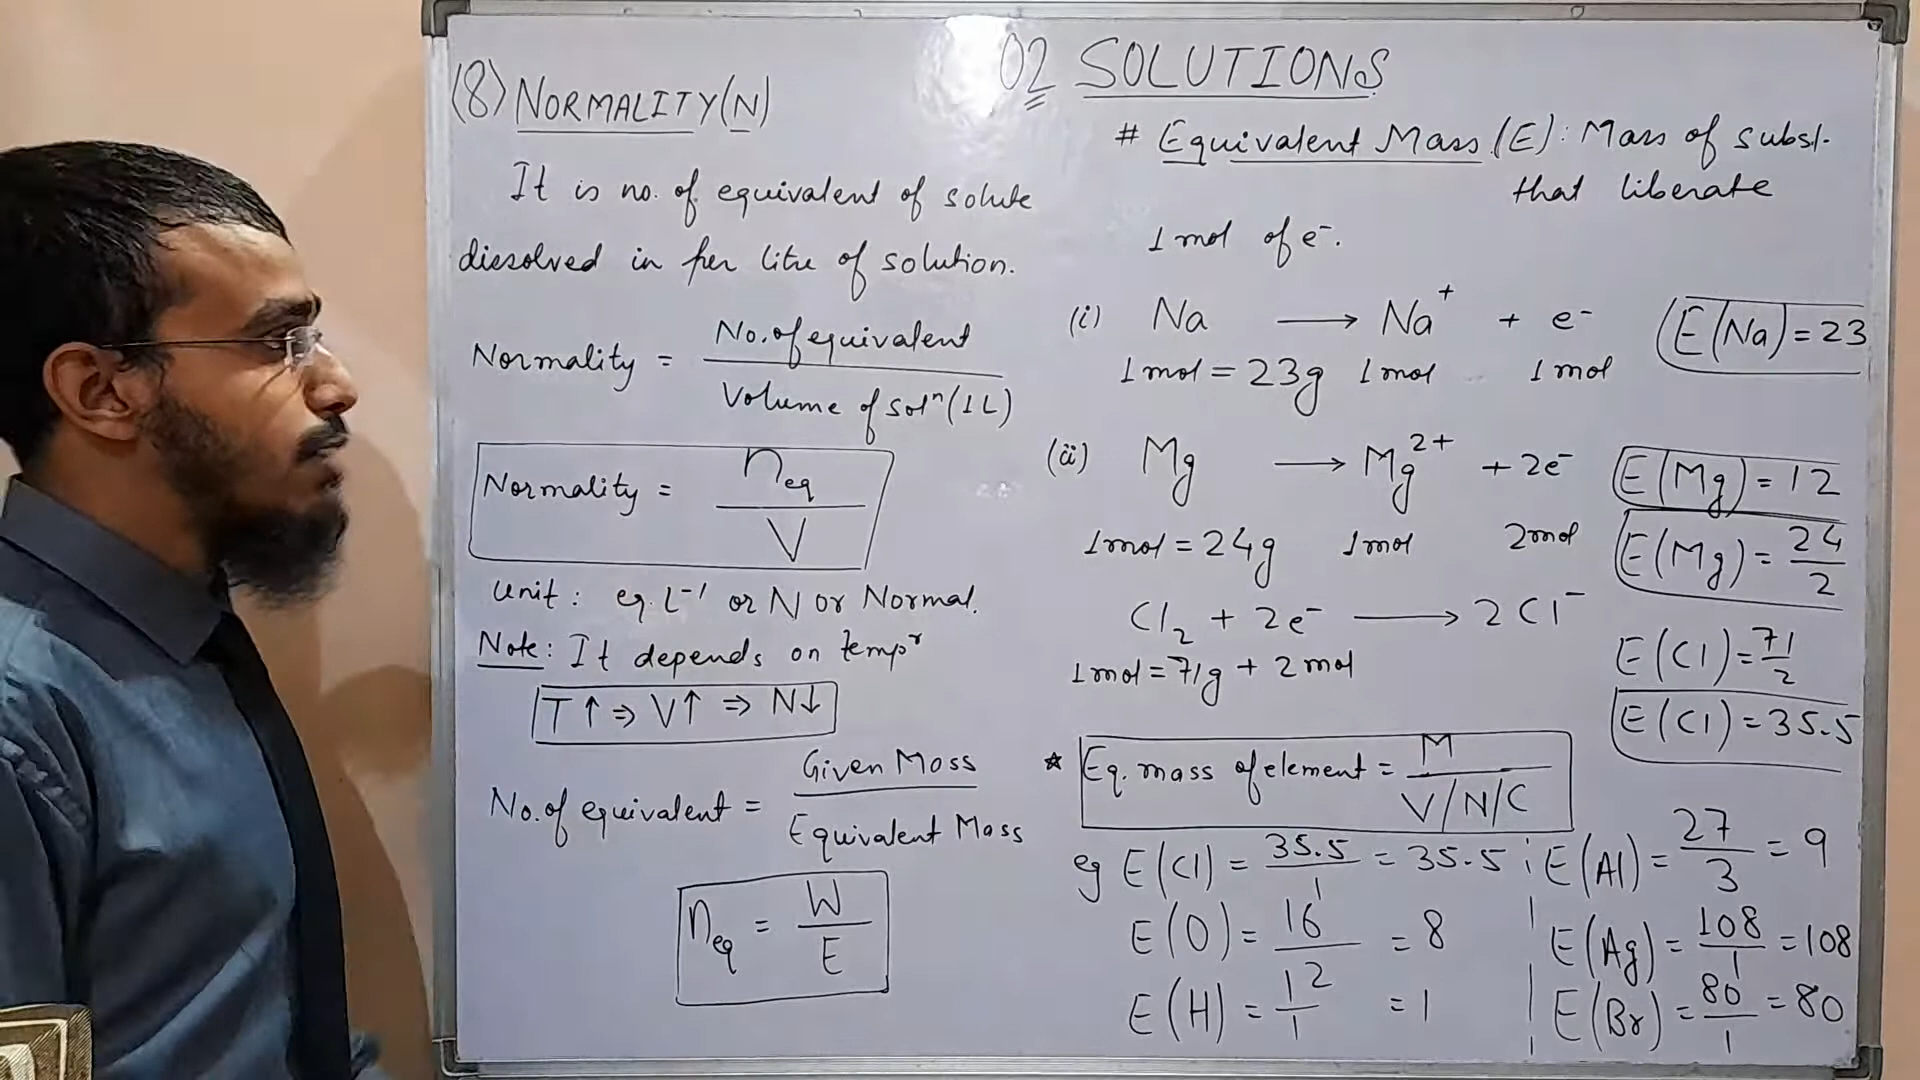 02 SOLUTIONS
(8) NORMALITY (N)
It is no. of equivalent of solute
dissolved in per litre of solution.
Normality = No. of equivalent
Volume of solⁿ (1L)
Normality = n_eq
V
Unit: eq. L⁻¹ or N or Normal.
Note: It depends on tempʳ
T↑ ⇒ V↑ ⇒ N↓
No. of equivalent = Given Mass
Equivalent Mass
n_eq = W
E
# Equivalent Mass (E): Mass of subst.
that liberate
1 mol of e⁻.
(i) Na ⟶ Na⁺ + e⁻ E(Na) = 23
1 mol = 23g 1 mol 1 mol
(ii) Mg ⟶ Mg²⁺ + 2e⁻ E(Mg) = 12
1 mol = 24g 1 mol 2 mol E(Mg) = 24/2
Cl₂ + 2e⁻ ⟶ 2Cl⁻ E(Cl) = 71/2
1 mol = 71g + 2 mol E(Cl) = 35.5
* Eq. mass of element = M
V/N/C
eg E(Cl) = 35.5/1 = 35.5 ; E(Al) = 27/3 = 9
E(O) = 16/2 = 8 E(Ag) = 108/1 = 108
E(H) = 1/1 = 1 E(Br) = 80/1 = 80